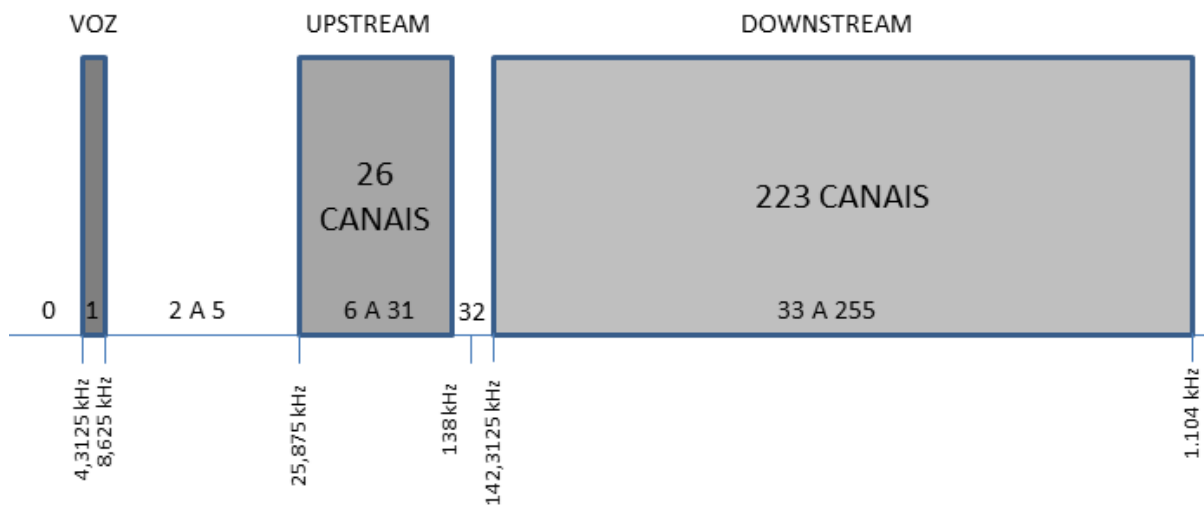 VOZ
UPSTREAM
DOWNSTREAM
26
CANAIS
223 CANAIS
0
1
2 A 5
6 A 31
32
33 A 255
4,3125 kHz
8,625 kHz
25,875 kHz
138 kHz
142,3125 kHz
1.104 kHz